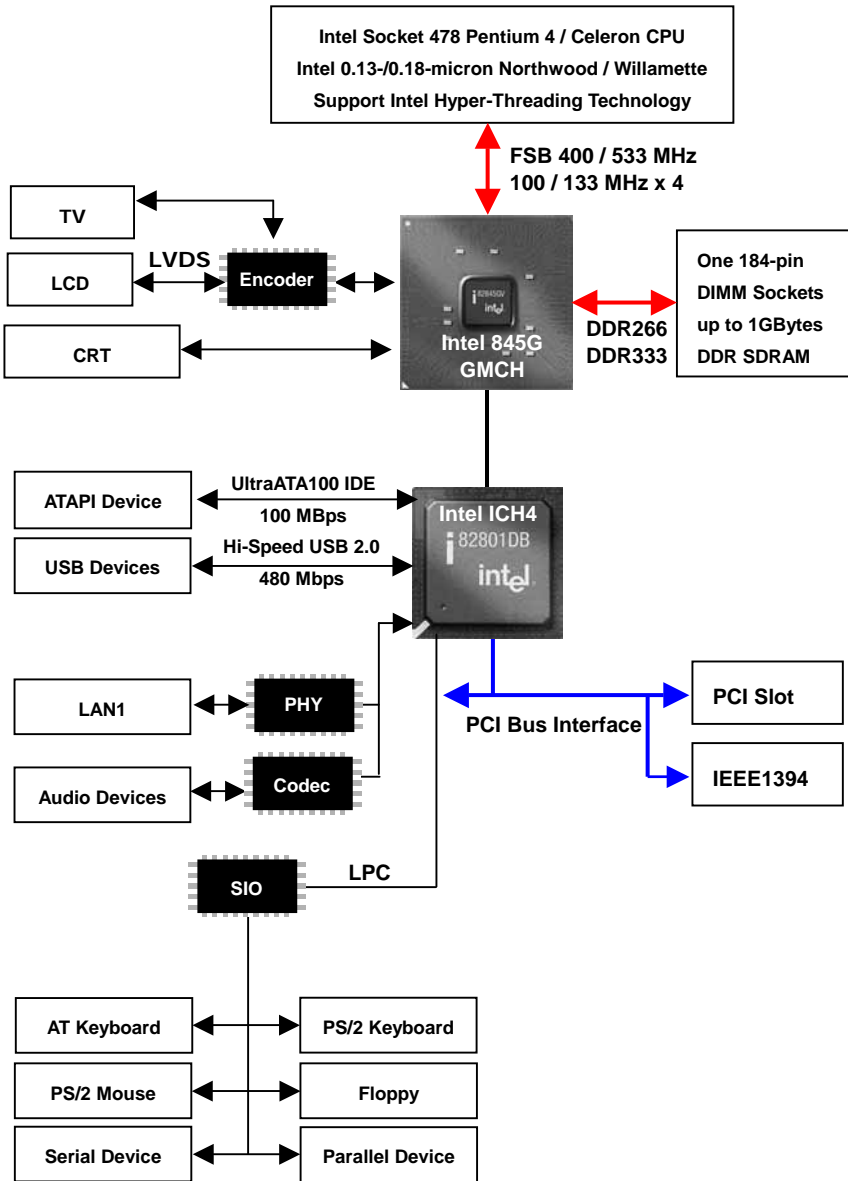 Intel Socket 478 Pentium 4 / Celeron CPU
Intel 0.13-/0.18-micron Northwood / Willamette
Support Intel Hyper-Threading Technology
FSB 400 / 533 MHz
100 / 133 MHz x 4
TV
LVDS
LCD
Encoder
CRT
i 82845GV
intel
Intel 845G
GMCH
DDR266
DDR333
One 184-pin
DIMM Sockets
up to 1GBytes
DDR SDRAM
ATAPI Device
UltraATA100 IDE
100 MBps
USB Devices
Hi-Speed USB 2.0
480 Mbps
Intel ICH4
i 82801DB
intel
LAN1
PHY
Audio Devices
Codec
PCI Bus Interface
PCI Slot
IEEE1394
SIO
LPC
AT Keyboard
PS/2 Keyboard
PS/2 Mouse
Floppy
Serial Device
Parallel Device